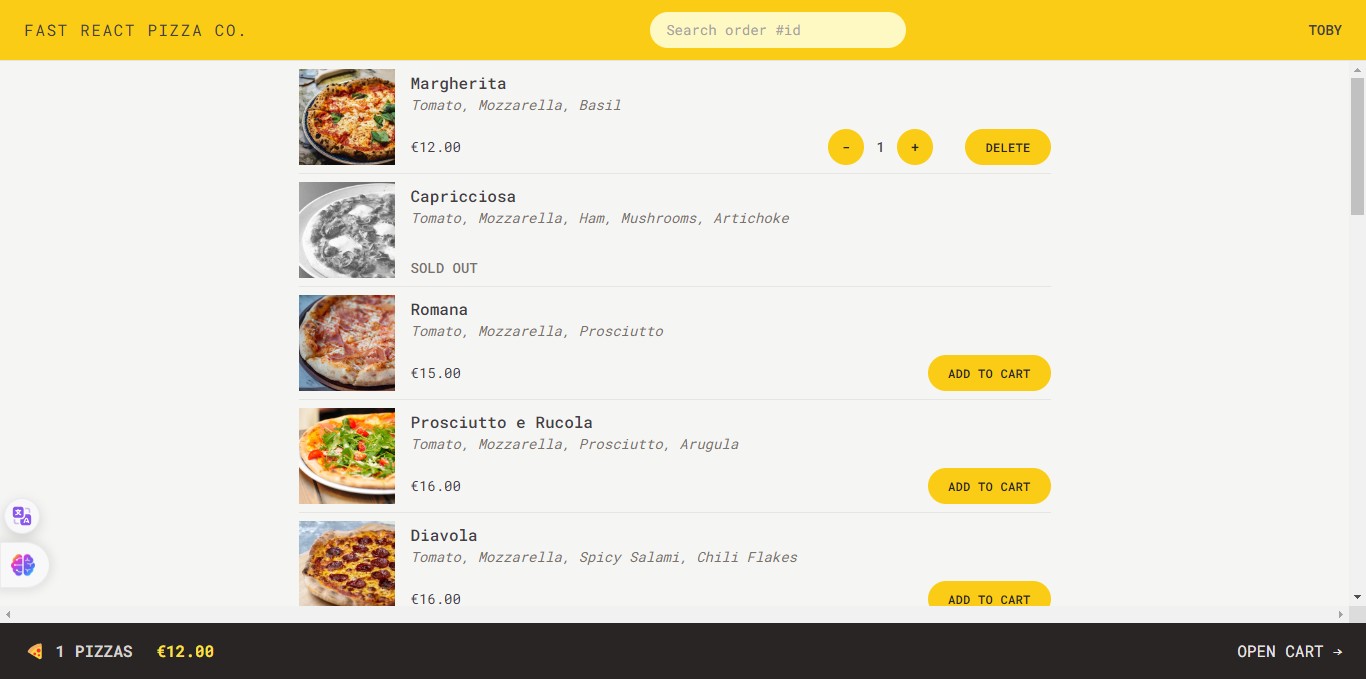 FAST REACT PIZZA CO.
Search order #id
TOBY
Margherita
Tomato, Mozzarella, Basil
€12.00
- 1 + DELETE
Capricciosa
Tomato, Mozzarella, Ham, Mushrooms, Artichoke
SOLD OUT
Romana
Tomato, Mozzarella, Prosciutto
€15.00
ADD TO CART
Prosciutto e Rucola
Tomato, Mozzarella, Prosciutto, Arugula
€16.00
ADD TO CART
Diavola
Tomato, Mozzarella, Spicy Salami, Chili Flakes
€16.00
ADD TO CART
🍕 1 PIZZAS €12.00
OPEN CART →